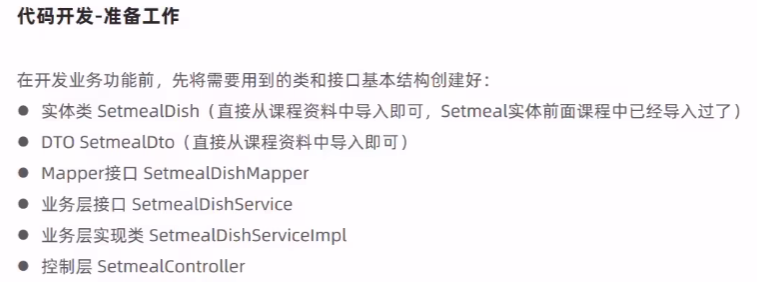 代码开发-准备工作
在开发业务功能前，先将需要用到的类和接口基本结构创建好：
● 实体类 SetmealDish（直接从课程资料中导入即可，Setmeal实体前面课程中已经导入过了）
● DTO SetmealDto（直接从课程资料中导入即可）
● Mapper接口 SetmealDishMapper
● 业务层接口 SetmealDishService
● 业务层实现类 SetmealDishServiceImpl
● 控制层 SetmealController